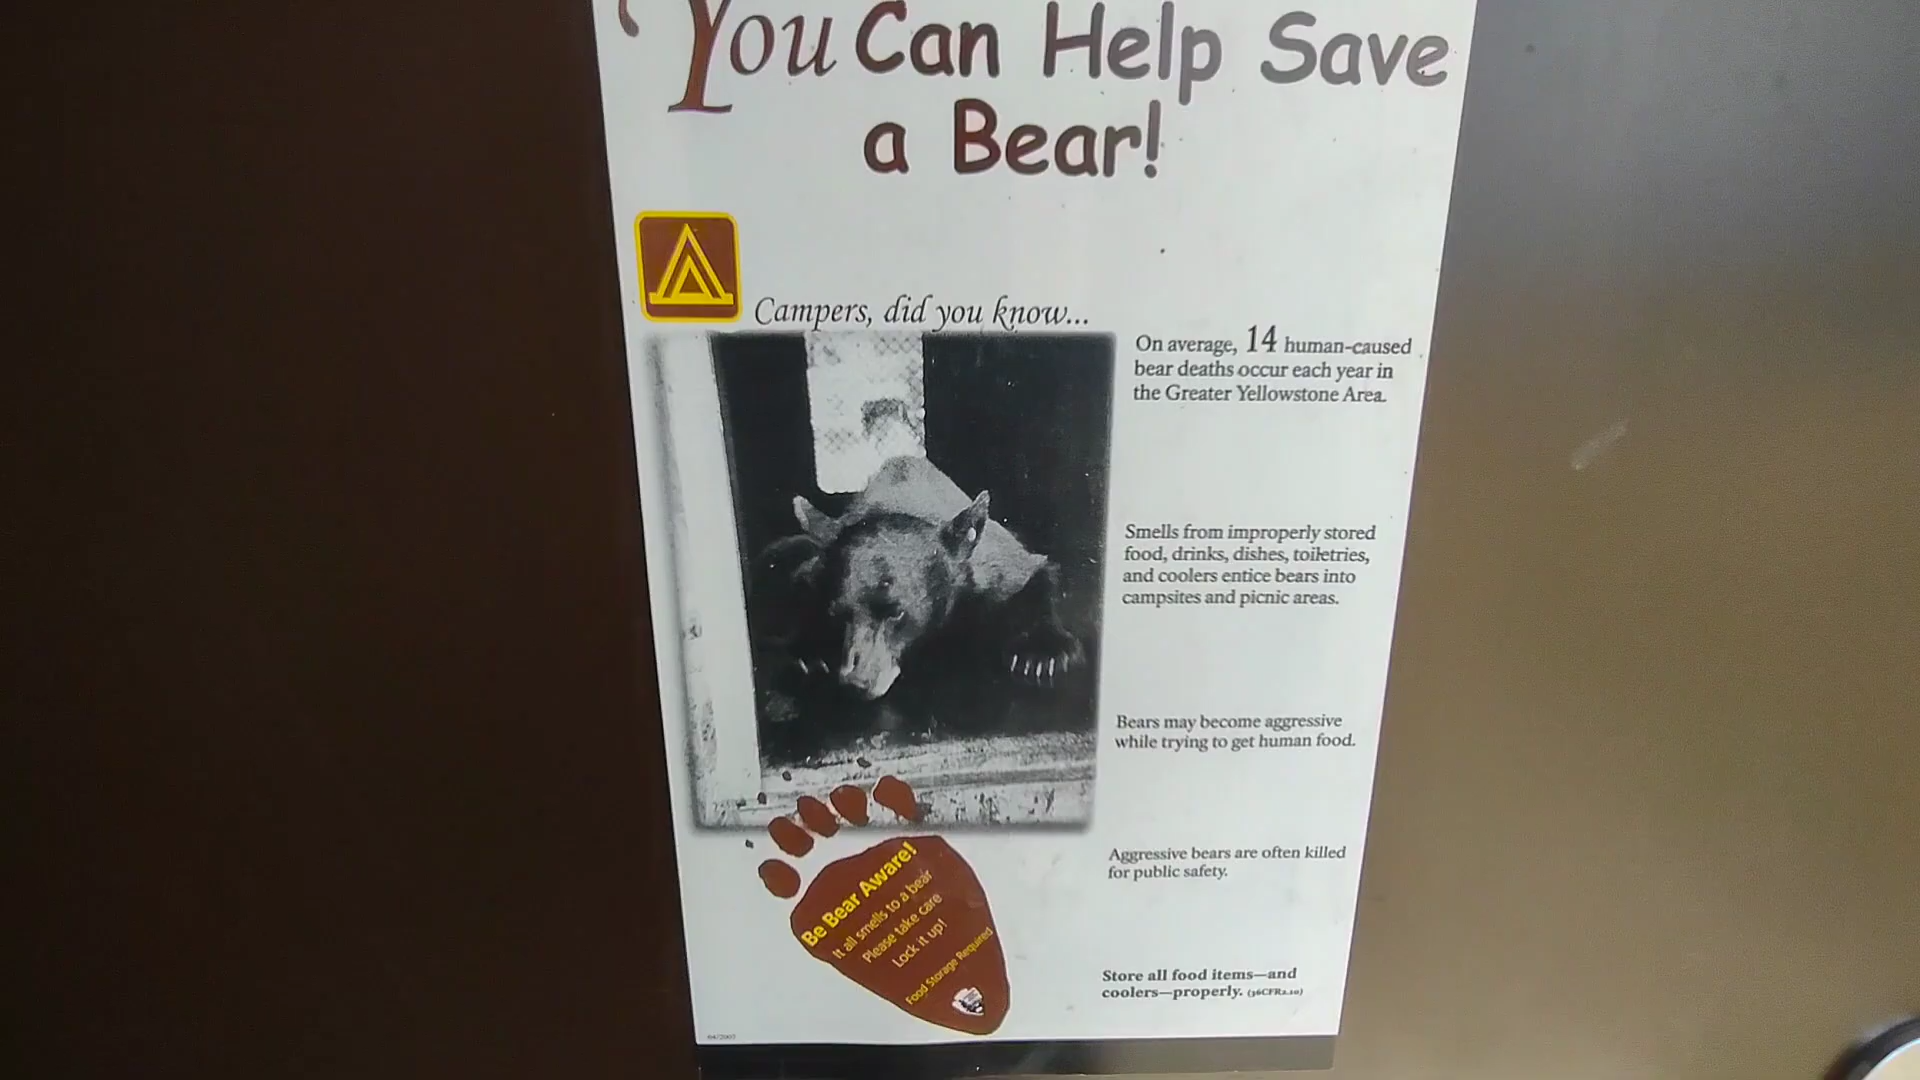 You Can Help Save
a Bear!
Campers, did you know...
On average, 14 human-caused
bear deaths occur each year in
the Greater Yellowstone Area.
Smells from improperly stored
food, drinks, dishes, toiletries,
and coolers entice bears into
campsites and picnic areas.
Bears may become aggressive
while trying to get human food.
Aggressive bears are often killed
for public safety.
Be Bear Aware!
It all smells to a bear
Please take care
Lock it up!
Food Storage Required
Store all food items—and
coolers—properly. (36CFR2.10)